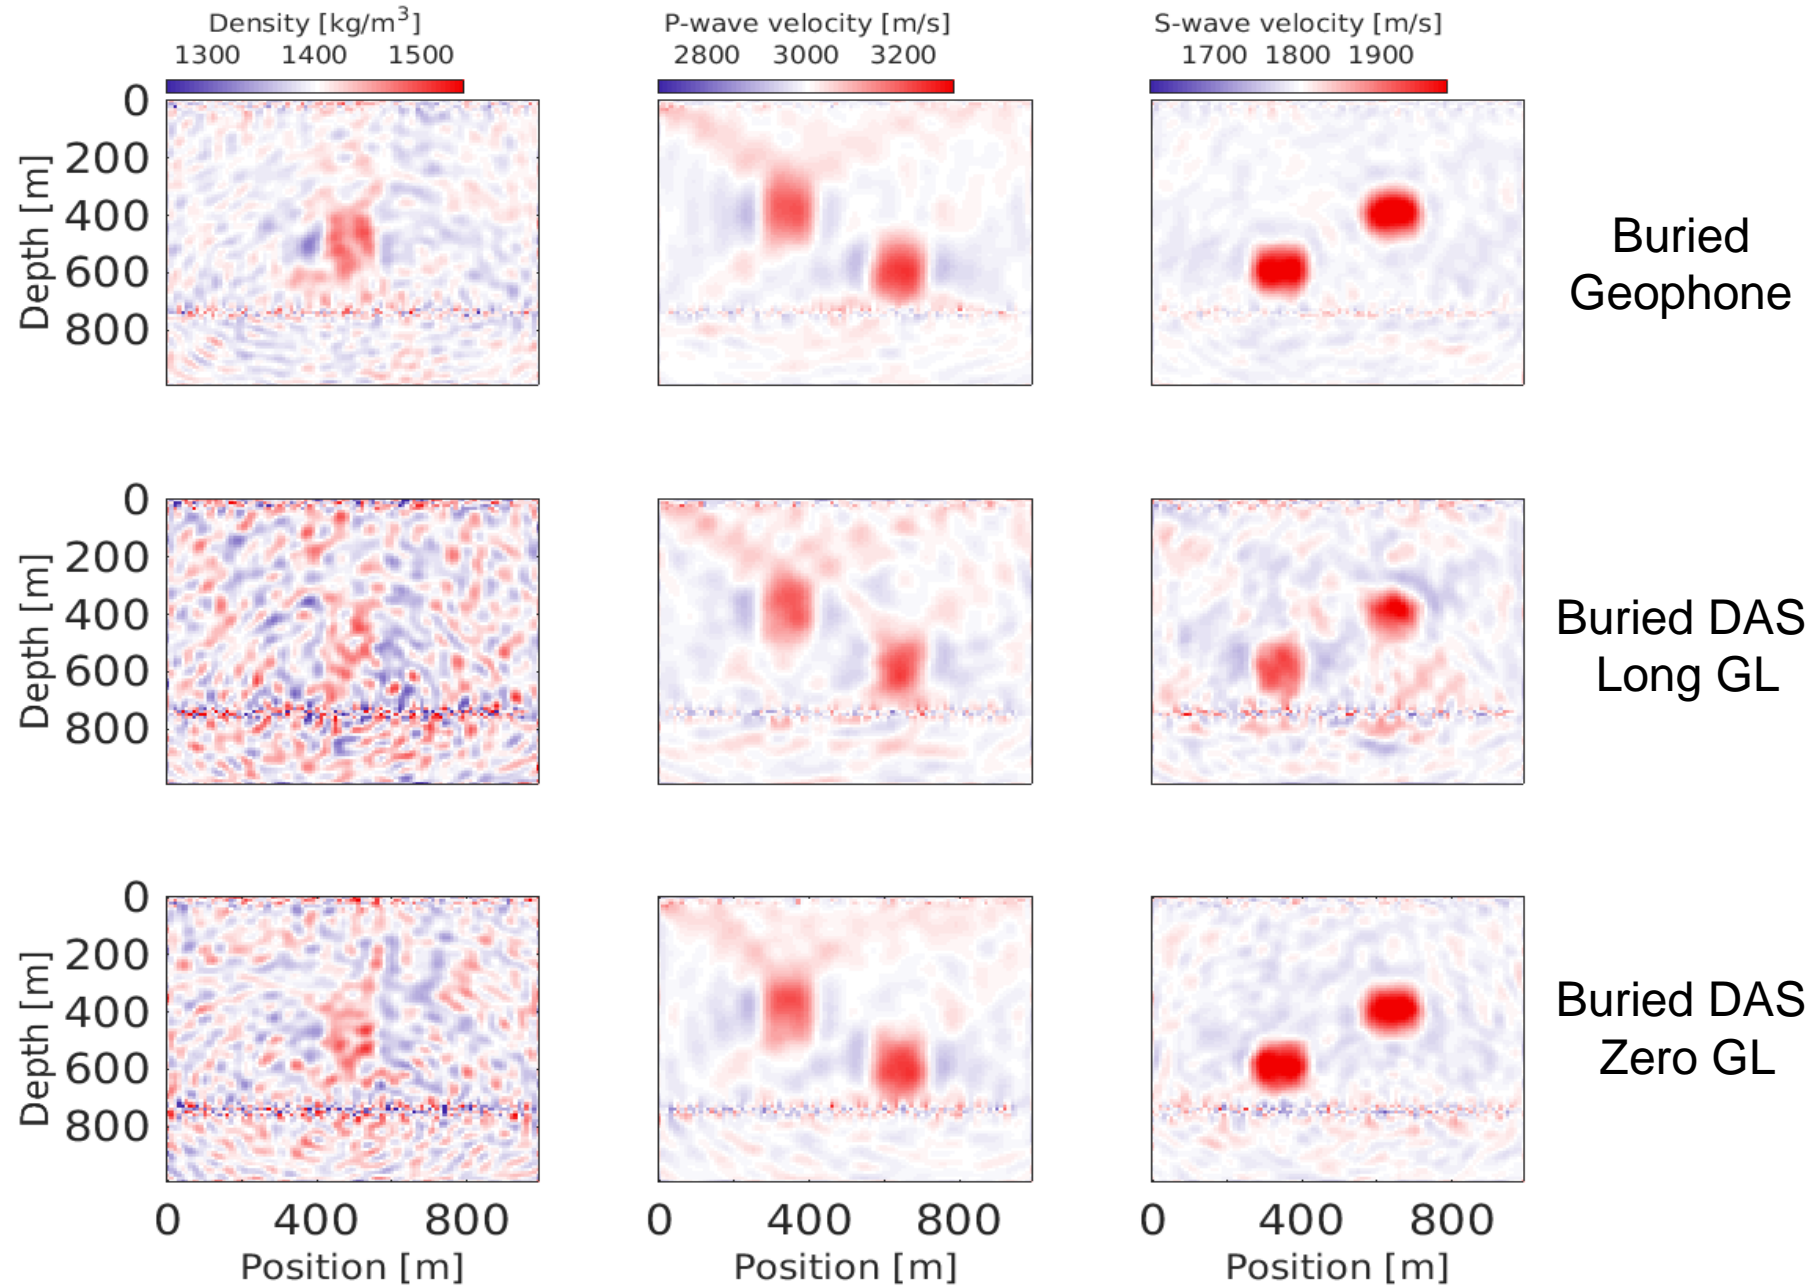 Density [kg/m³]
1300 1400 1500
P-wave velocity [m/s]
2800 3000 3200
S-wave velocity [m/s]
1700 1800 1900
0
200
400
600
800
Depth [m]
Buried
Geophone
0
200
400
600
800
Depth [m]
Buried DAS
Long GL
0
200
400
600
800
Depth [m]
Buried DAS
Zero GL
0 400 800
Position [m]
0 400 800
Position [m]
0 400 800
Position [m]